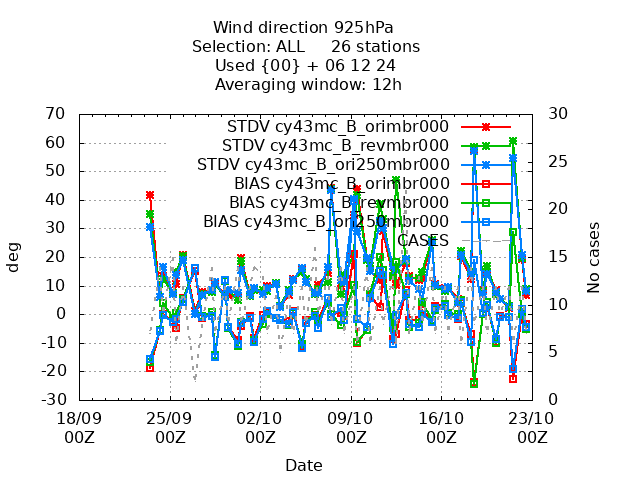 Wind direction 925hPa
Selection: ALL 26 stations
Used {00} + 06 12 24
Averaging window: 12h
STDV cy43mc_B_orimbr000
STDV cy43mc_B_revmbr000
STDV cy43mc_B_ori250mbr000
BIAS cy43mc_B_orimbr000
BIAS cy43mc_B_revmbr000
BIAS cy43mc_B_ori250mbr000
CASES
70
60
50
40
30
20
10
0
-10
-20
-30
deg
30
25
20
15
10
5
0
No cases
18/09 25/09 02/10 09/10 16/10 23/10
00Z 00Z 00Z 00Z 00Z 00Z
Date